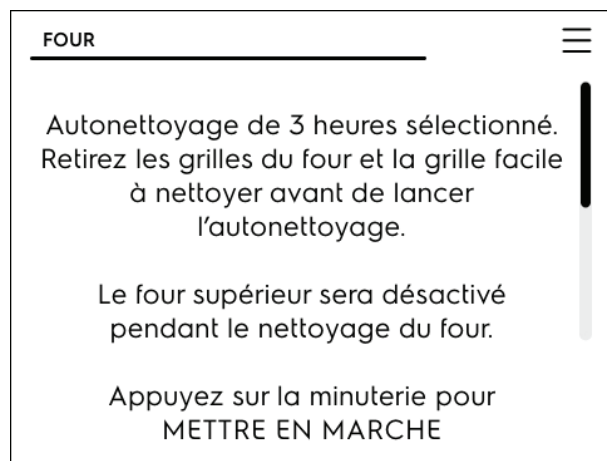 FOUR
Autonettoyage de 3 heures sélectionné.
Retirez les grilles du four et la grille facile
à nettoyer avant de lancer
l’autonettoyage.
Le four supérieur sera désactivé
pendant le nettoyage du four.
Appuyez sur la minuterie pour
METTRE EN MARCHE